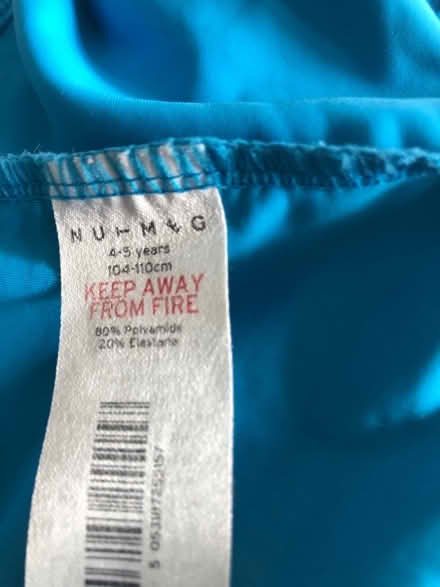 NUTMEG
4-5 years
104-110cm
KEEP AWAY
FROM FIRE
80% Polyamide
20% Elastane